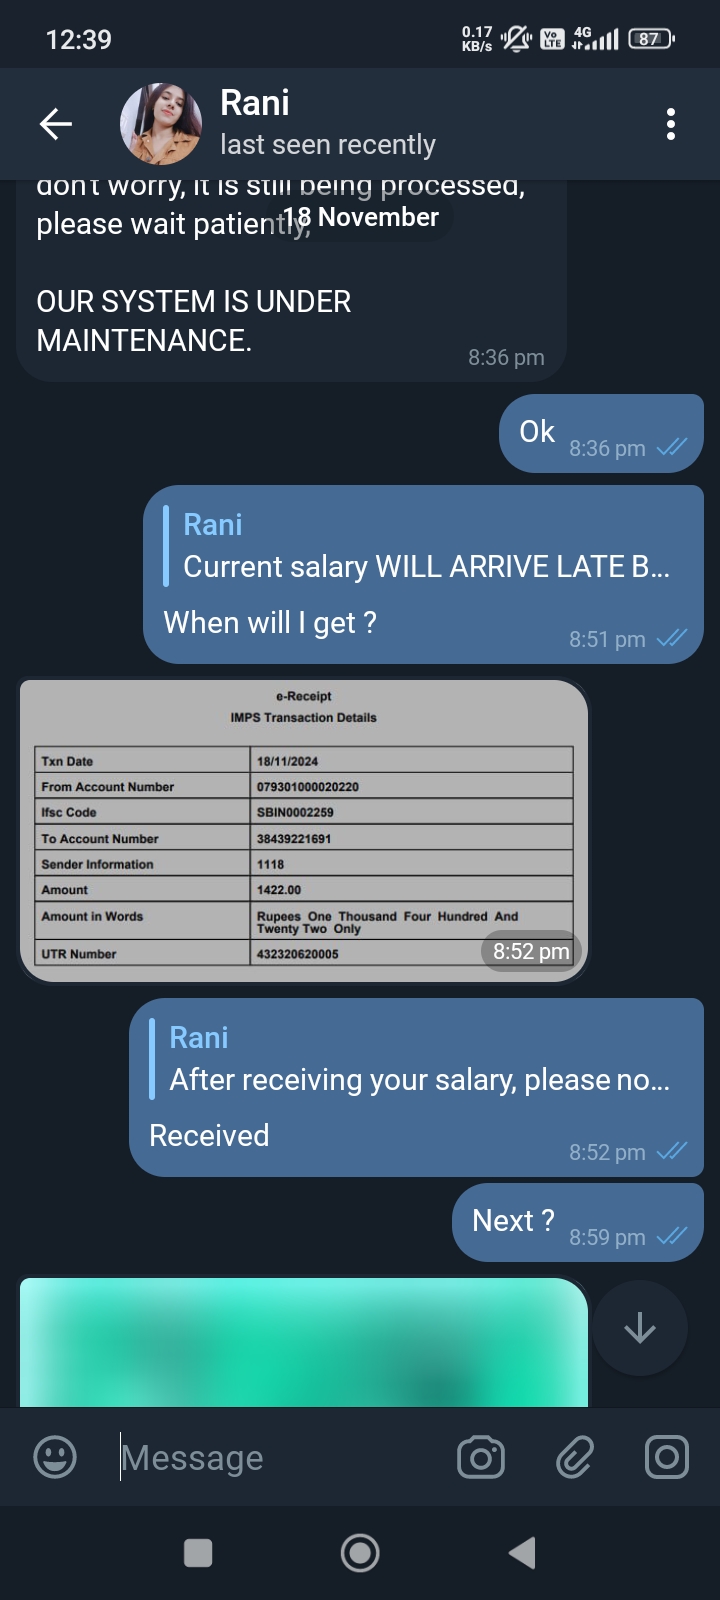 12:39
0.17
KB/s
Vo
LTE
4G
87
Rani
last seen recently
don't worry, it is still being processed,
please wait patiently,
18 November
OUR SYSTEM IS UNDER
MAINTENANCE.
8:36 pm
Ok
8:36 pm
Rani
Current salary WILL ARRIVE LATE B...
When will I get ?
8:51 pm
e-Receipt
IMPS Transaction Details
Txn Date 18/11/2024
From Account Number 079301000020220
Ifsc Code SBIN0002259
To Account Number 38439221691
Sender Information 1118
Amount 1422.00
Amount in Words Rupees One Thousand Four Hundred And
Twenty Two Only
UTR Number 432320620005
8:52 pm
Rani
After receiving your salary, please no...
Received
8:52 pm
Next ?
8:59 pm
Message